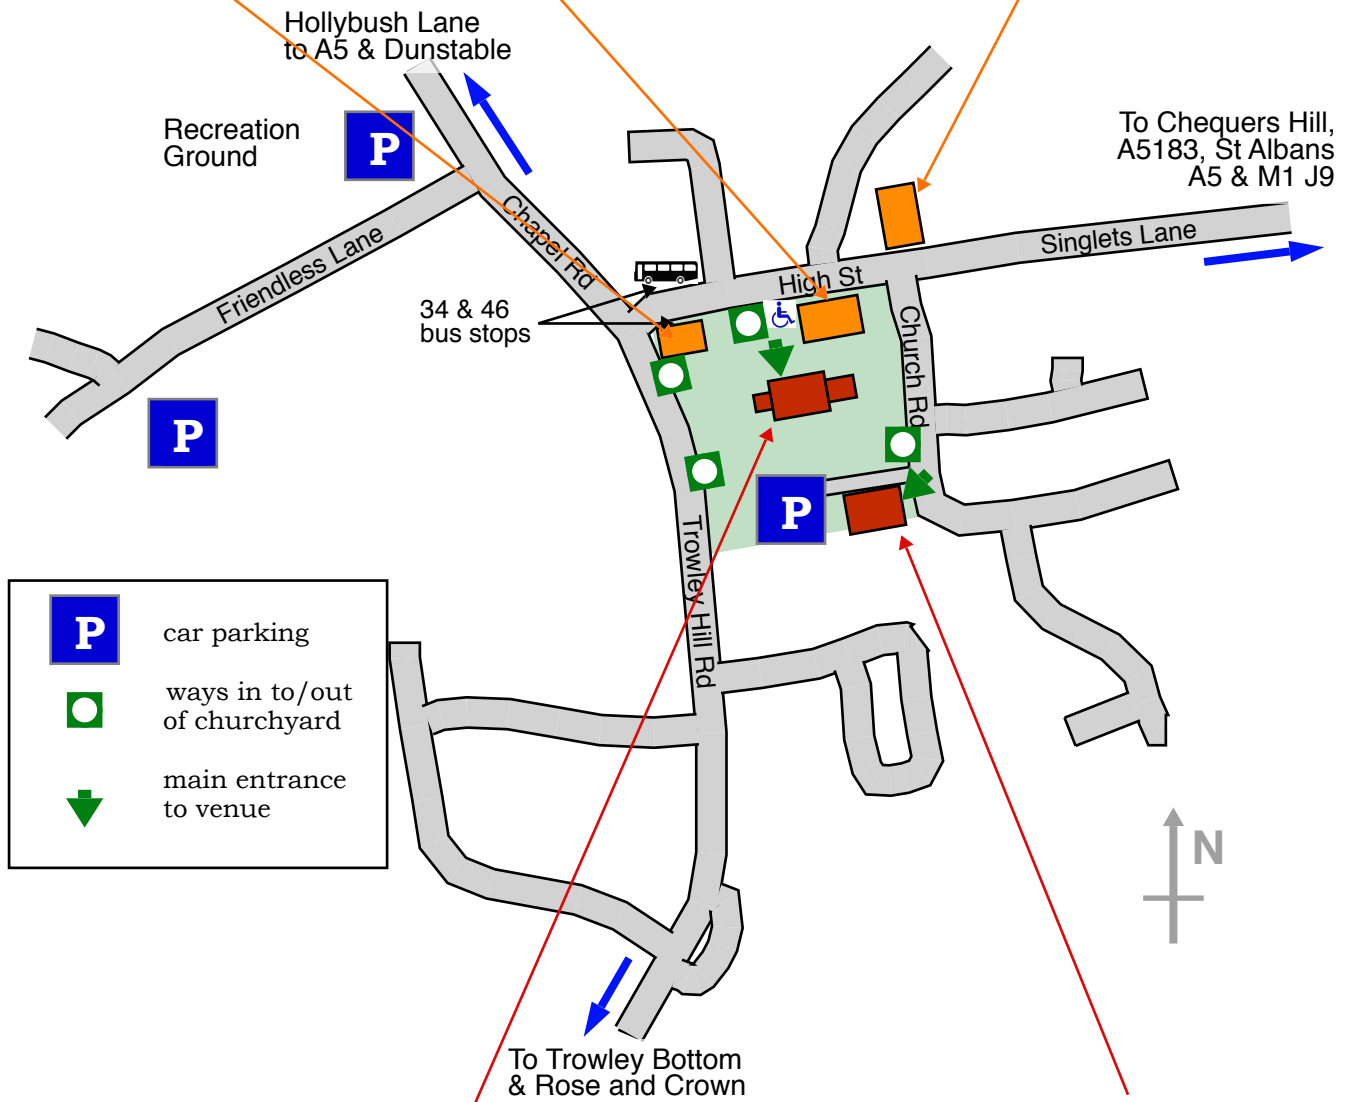 Hollybush Lane
to A5 & Dunstable
Recreation
Ground
P
To Chequers Hill,
A5183, St Albans
A5 & M1 J9
Chapel Rd
Friendless Lane
Singlets Lane
High St
34 & 46
bus stops
Church Rd
P
P
Trowley Hill Rd
P
car parking
ways in to/out
of churchyard
main entrance
to venue
N
To Trowley Bottom
& Rose and Crown